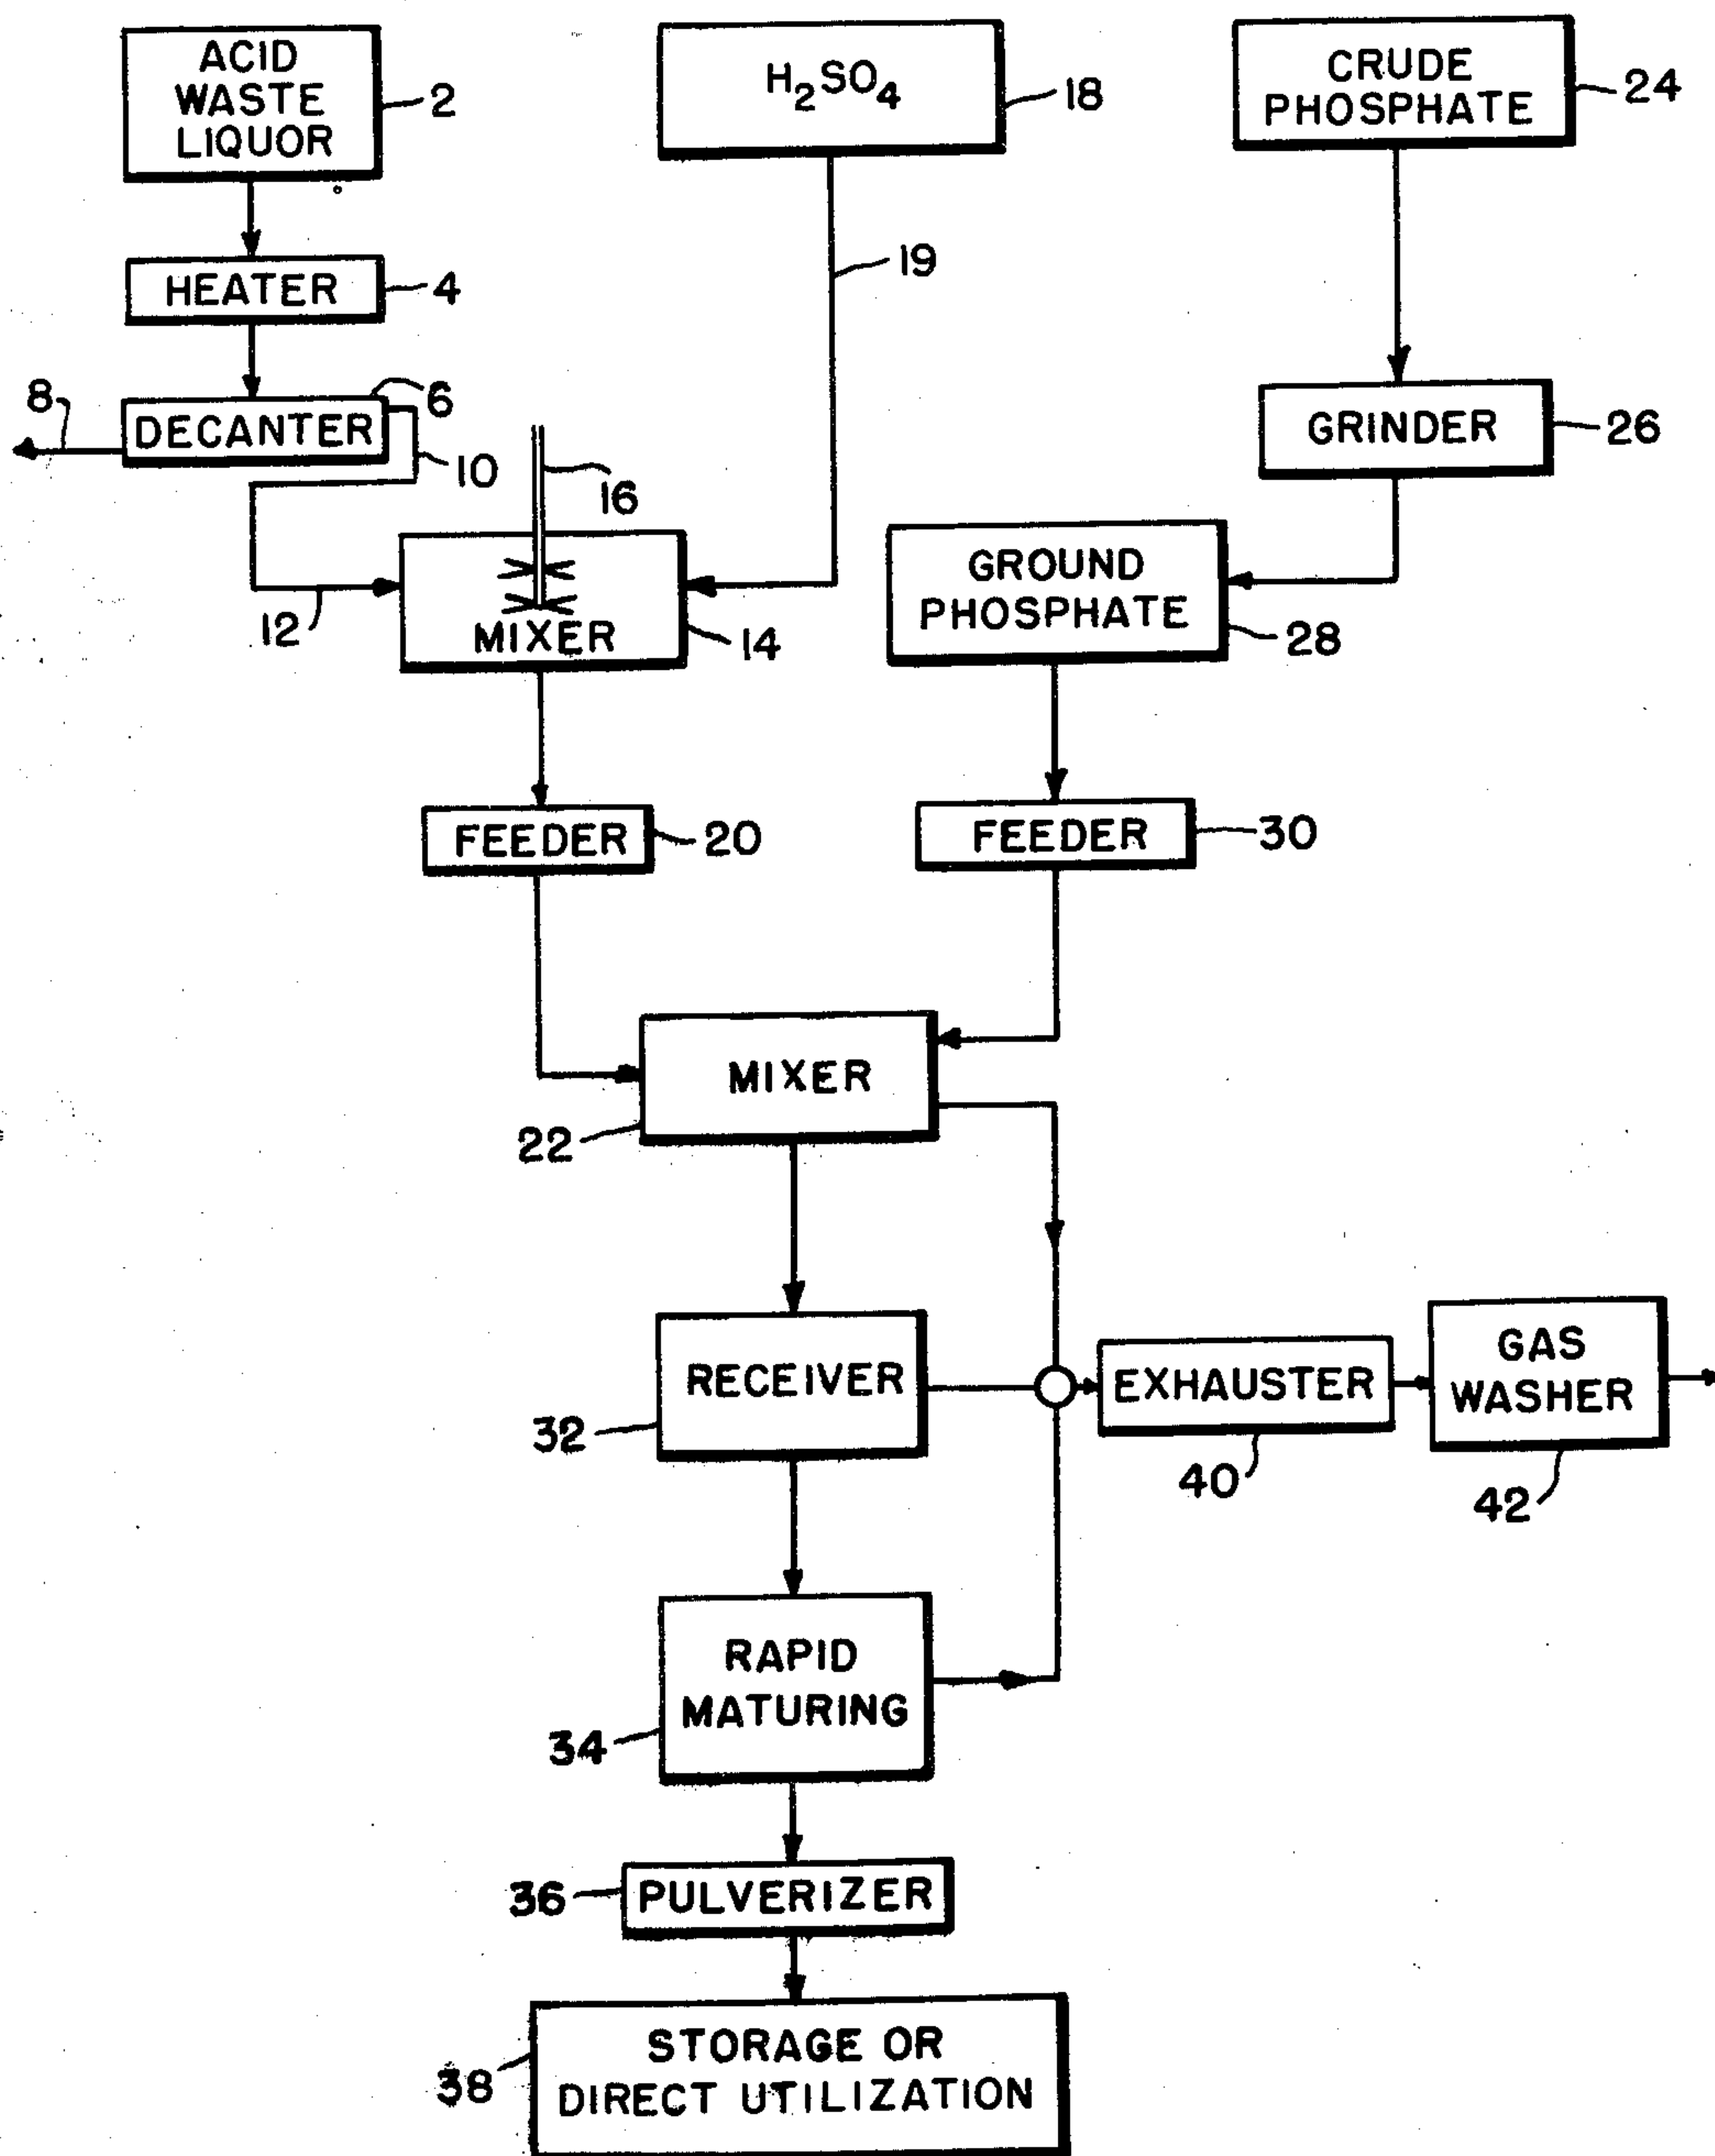 ACID
WASTE
LIQUOR
2
H₂SO₄
18
CRUDE
PHOSPHATE
24
HEATER
4
19
8
DECANTER
6
10
16
GRINDER
26
12
MIXER
14
GROUND
PHOSPHATE
28
FEEDER
20
FEEDER
30
MIXER
22
RECEIVER
32
EXHAUSTER
40
GAS
WASHER
42
RAPID
MATURING
34
36
PULVERIZER
38
STORAGE OR
DIRECT UTILIZATION